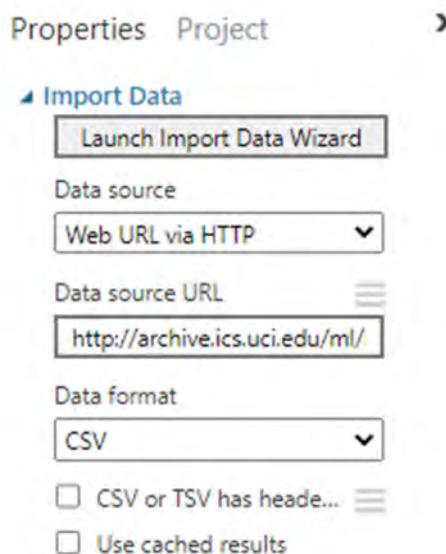 Properties Project
Import Data
Launch Import Data Wizard
Data source
Web URL via HTTP
Data source URL
http://archive.ics.uci.edu/ml/
Data format
CSV
CSV or TSV has heade...
Use cached results